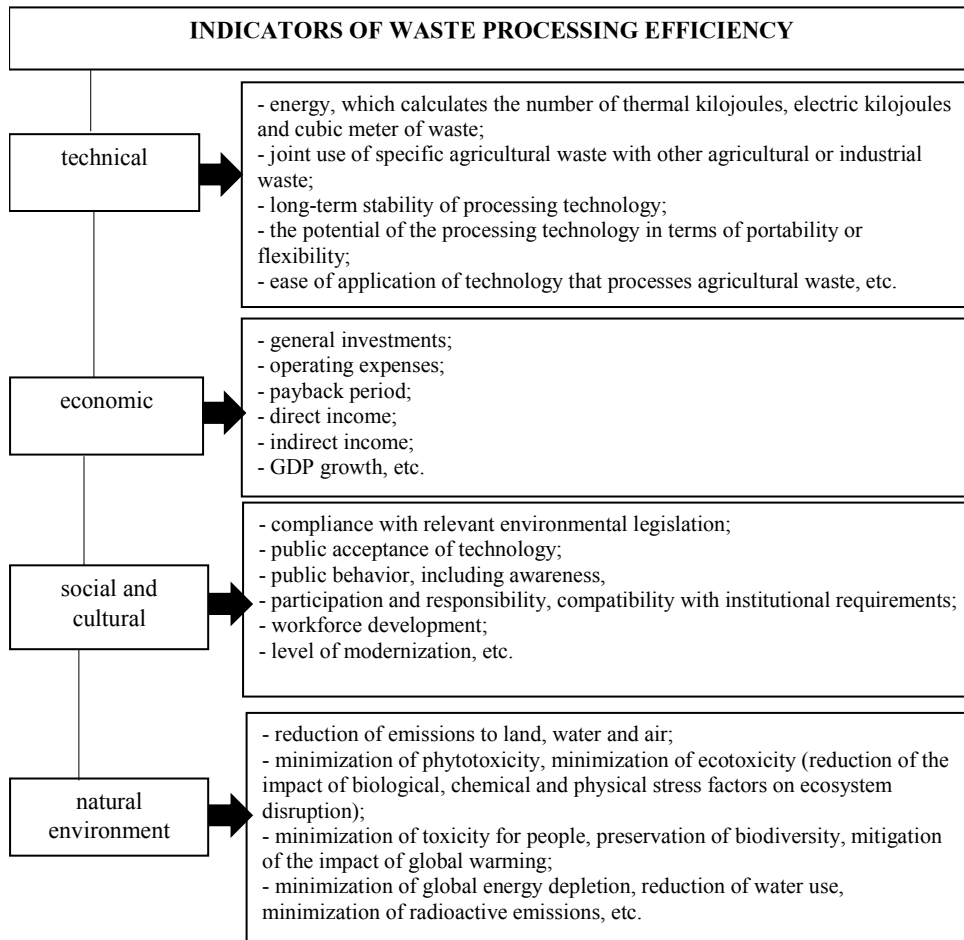 INDICATORS OF WASTE PROCESSING EFFICIENCY
technical
- energy, which calculates the number of thermal kilojoules, electric kilojoules
and cubic meter of waste;
- joint use of specific agricultural waste with other agricultural or industrial
waste;
- long-term stability of processing technology;
- the potential of the processing technology in terms of portability or
flexibility;
- ease of application of technology that processes agricultural waste, etc.
economic
- general investments;
- operating expenses;
- payback period;
- direct income;
- indirect income;
- GDP growth, etc.
social and
cultural
- compliance with relevant environmental legislation;
- public acceptance of technology;
- public behavior, including awareness,
- participation and responsibility, compatibility with institutional requirements;
- workforce development;
- level of modernization, etc.
natural
environment
- reduction of emissions to land, water and air;
- minimization of phytotoxicity, minimization of ecotoxicity (reduction of the
impact of biological, chemical and physical stress factors on ecosystem
disruption);
- minimization of toxicity for people, preservation of biodiversity, mitigation
of the impact of global warming;
- minimization of global energy depletion, reduction of water use,
minimization of radioactive emissions, etc.